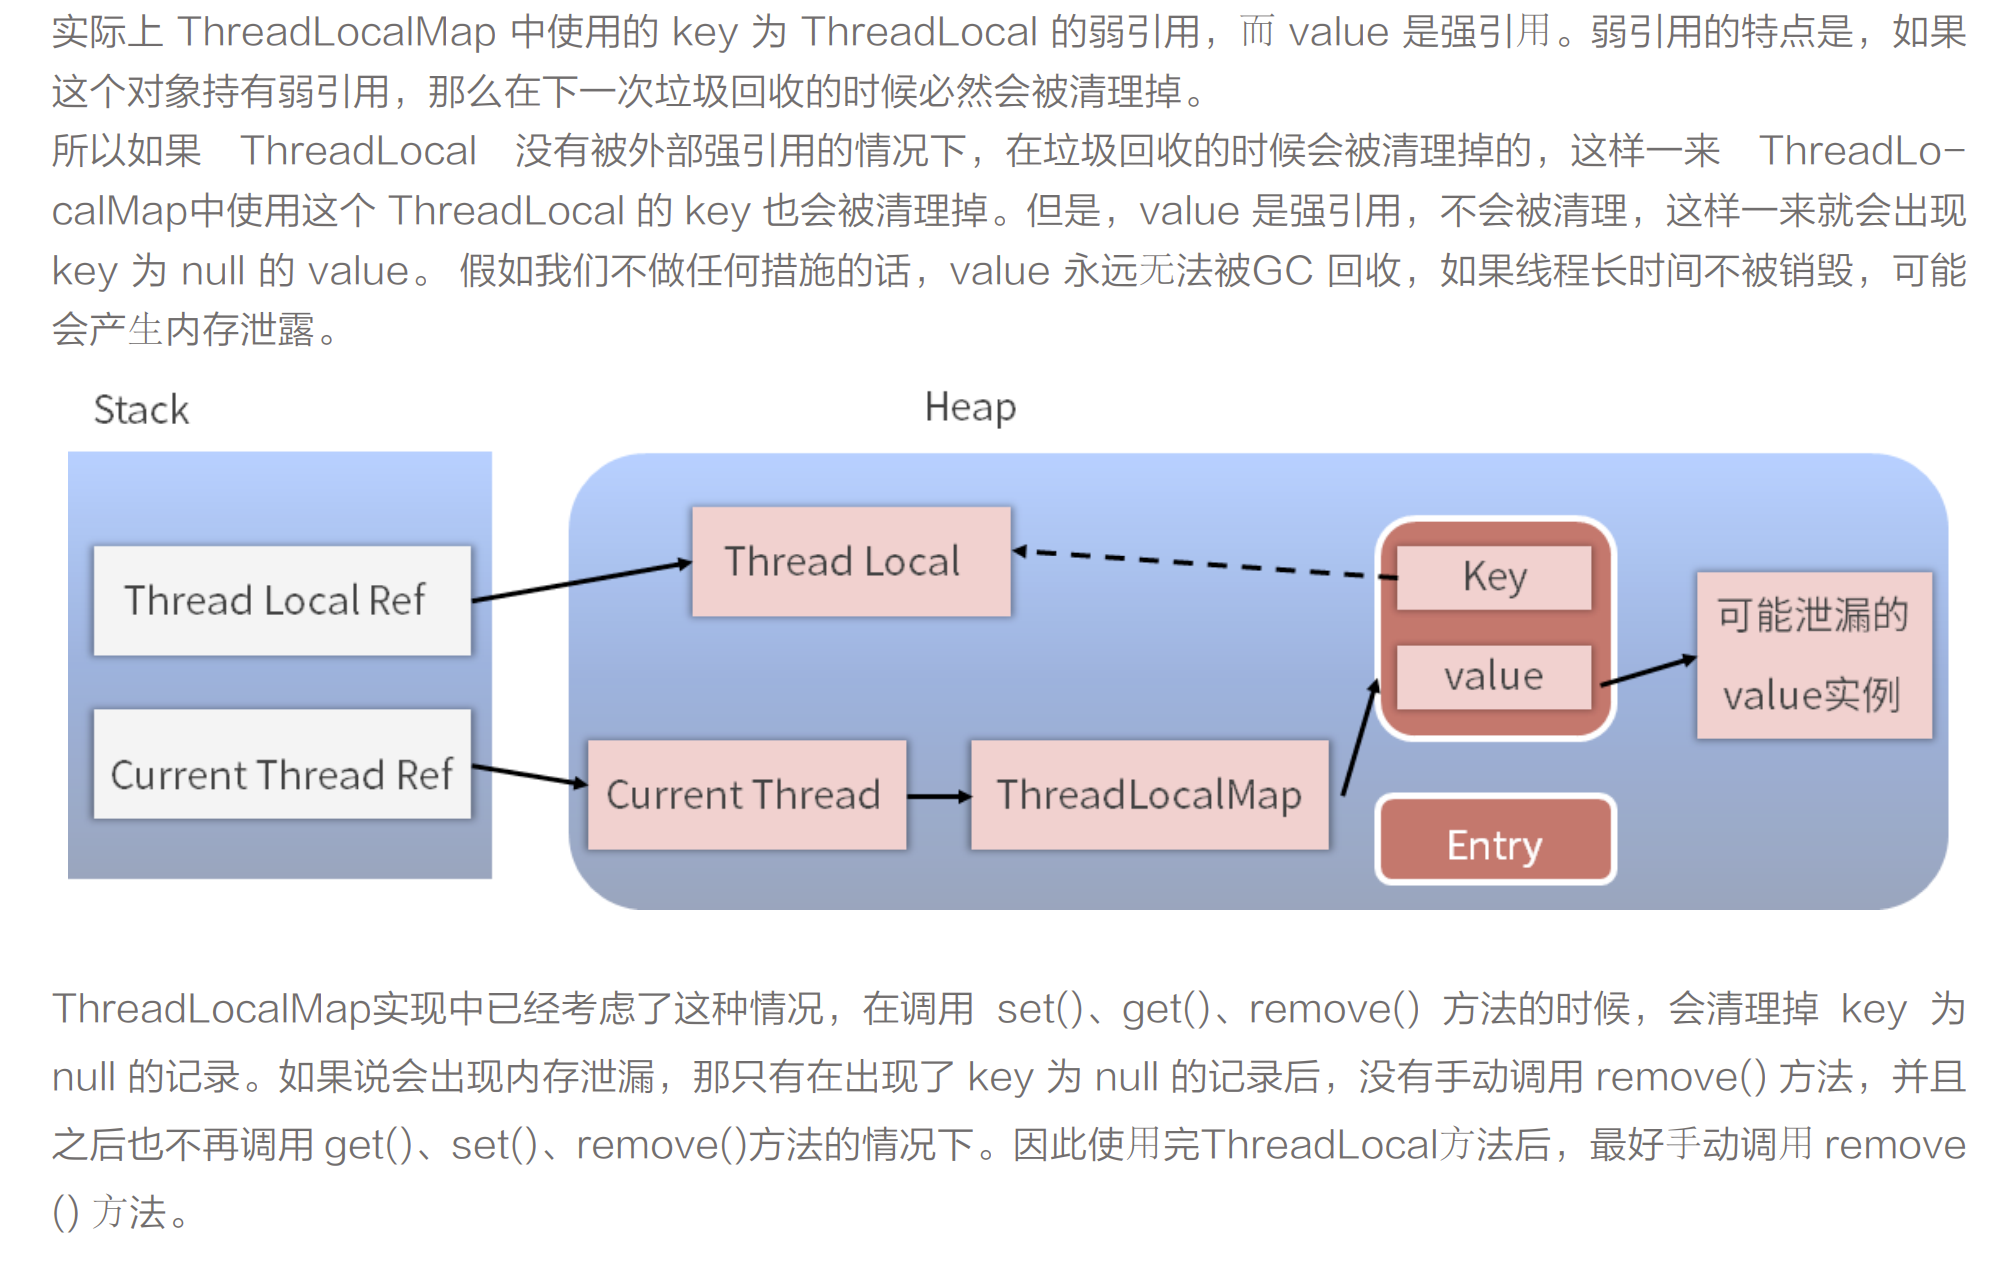 实际上 ThreadLocalMap 中使用的 key 为 ThreadLocal 的弱引用，而 value 是强引用。弱引用的特点是，如果
这个对象持有弱引用，那么在下一次垃圾回收的时候必然会被清理掉。
所以如果 ThreadLocal 没有被外部强引用的情况下，在垃圾回收的时候会被清理掉的，这样一来 ThreadLo-
calMap中使用这个 ThreadLocal 的 key 也会被清理掉。但是，value 是强引用，不会被清理，这样一来就会出现
key 为 null 的 value。 假如我们不做任何措施的话，value 永远无法被GC 回收，如果线程长时间不被销毁，可能
会产生内存泄露。
Stack
Heap
Thread Local Ref
Thread Local
Key
value
可能泄漏的
value实例
Current Thread Ref
Current Thread
ThreadLocalMap
Entry
ThreadLocalMap实现中已经考虑了这种情况，在调用 set()、get()、remove() 方法的时候，会清理掉 key 为
null 的记录。如果说会出现内存泄漏，那只有在出现了 key 为 null 的记录后，没有手动调用 remove() 方法，并且
之后也不再调用 get()、set()、remove()方法的情况下。因此使用完ThreadLocal方法后，最好手动调用 remove
() 方法。